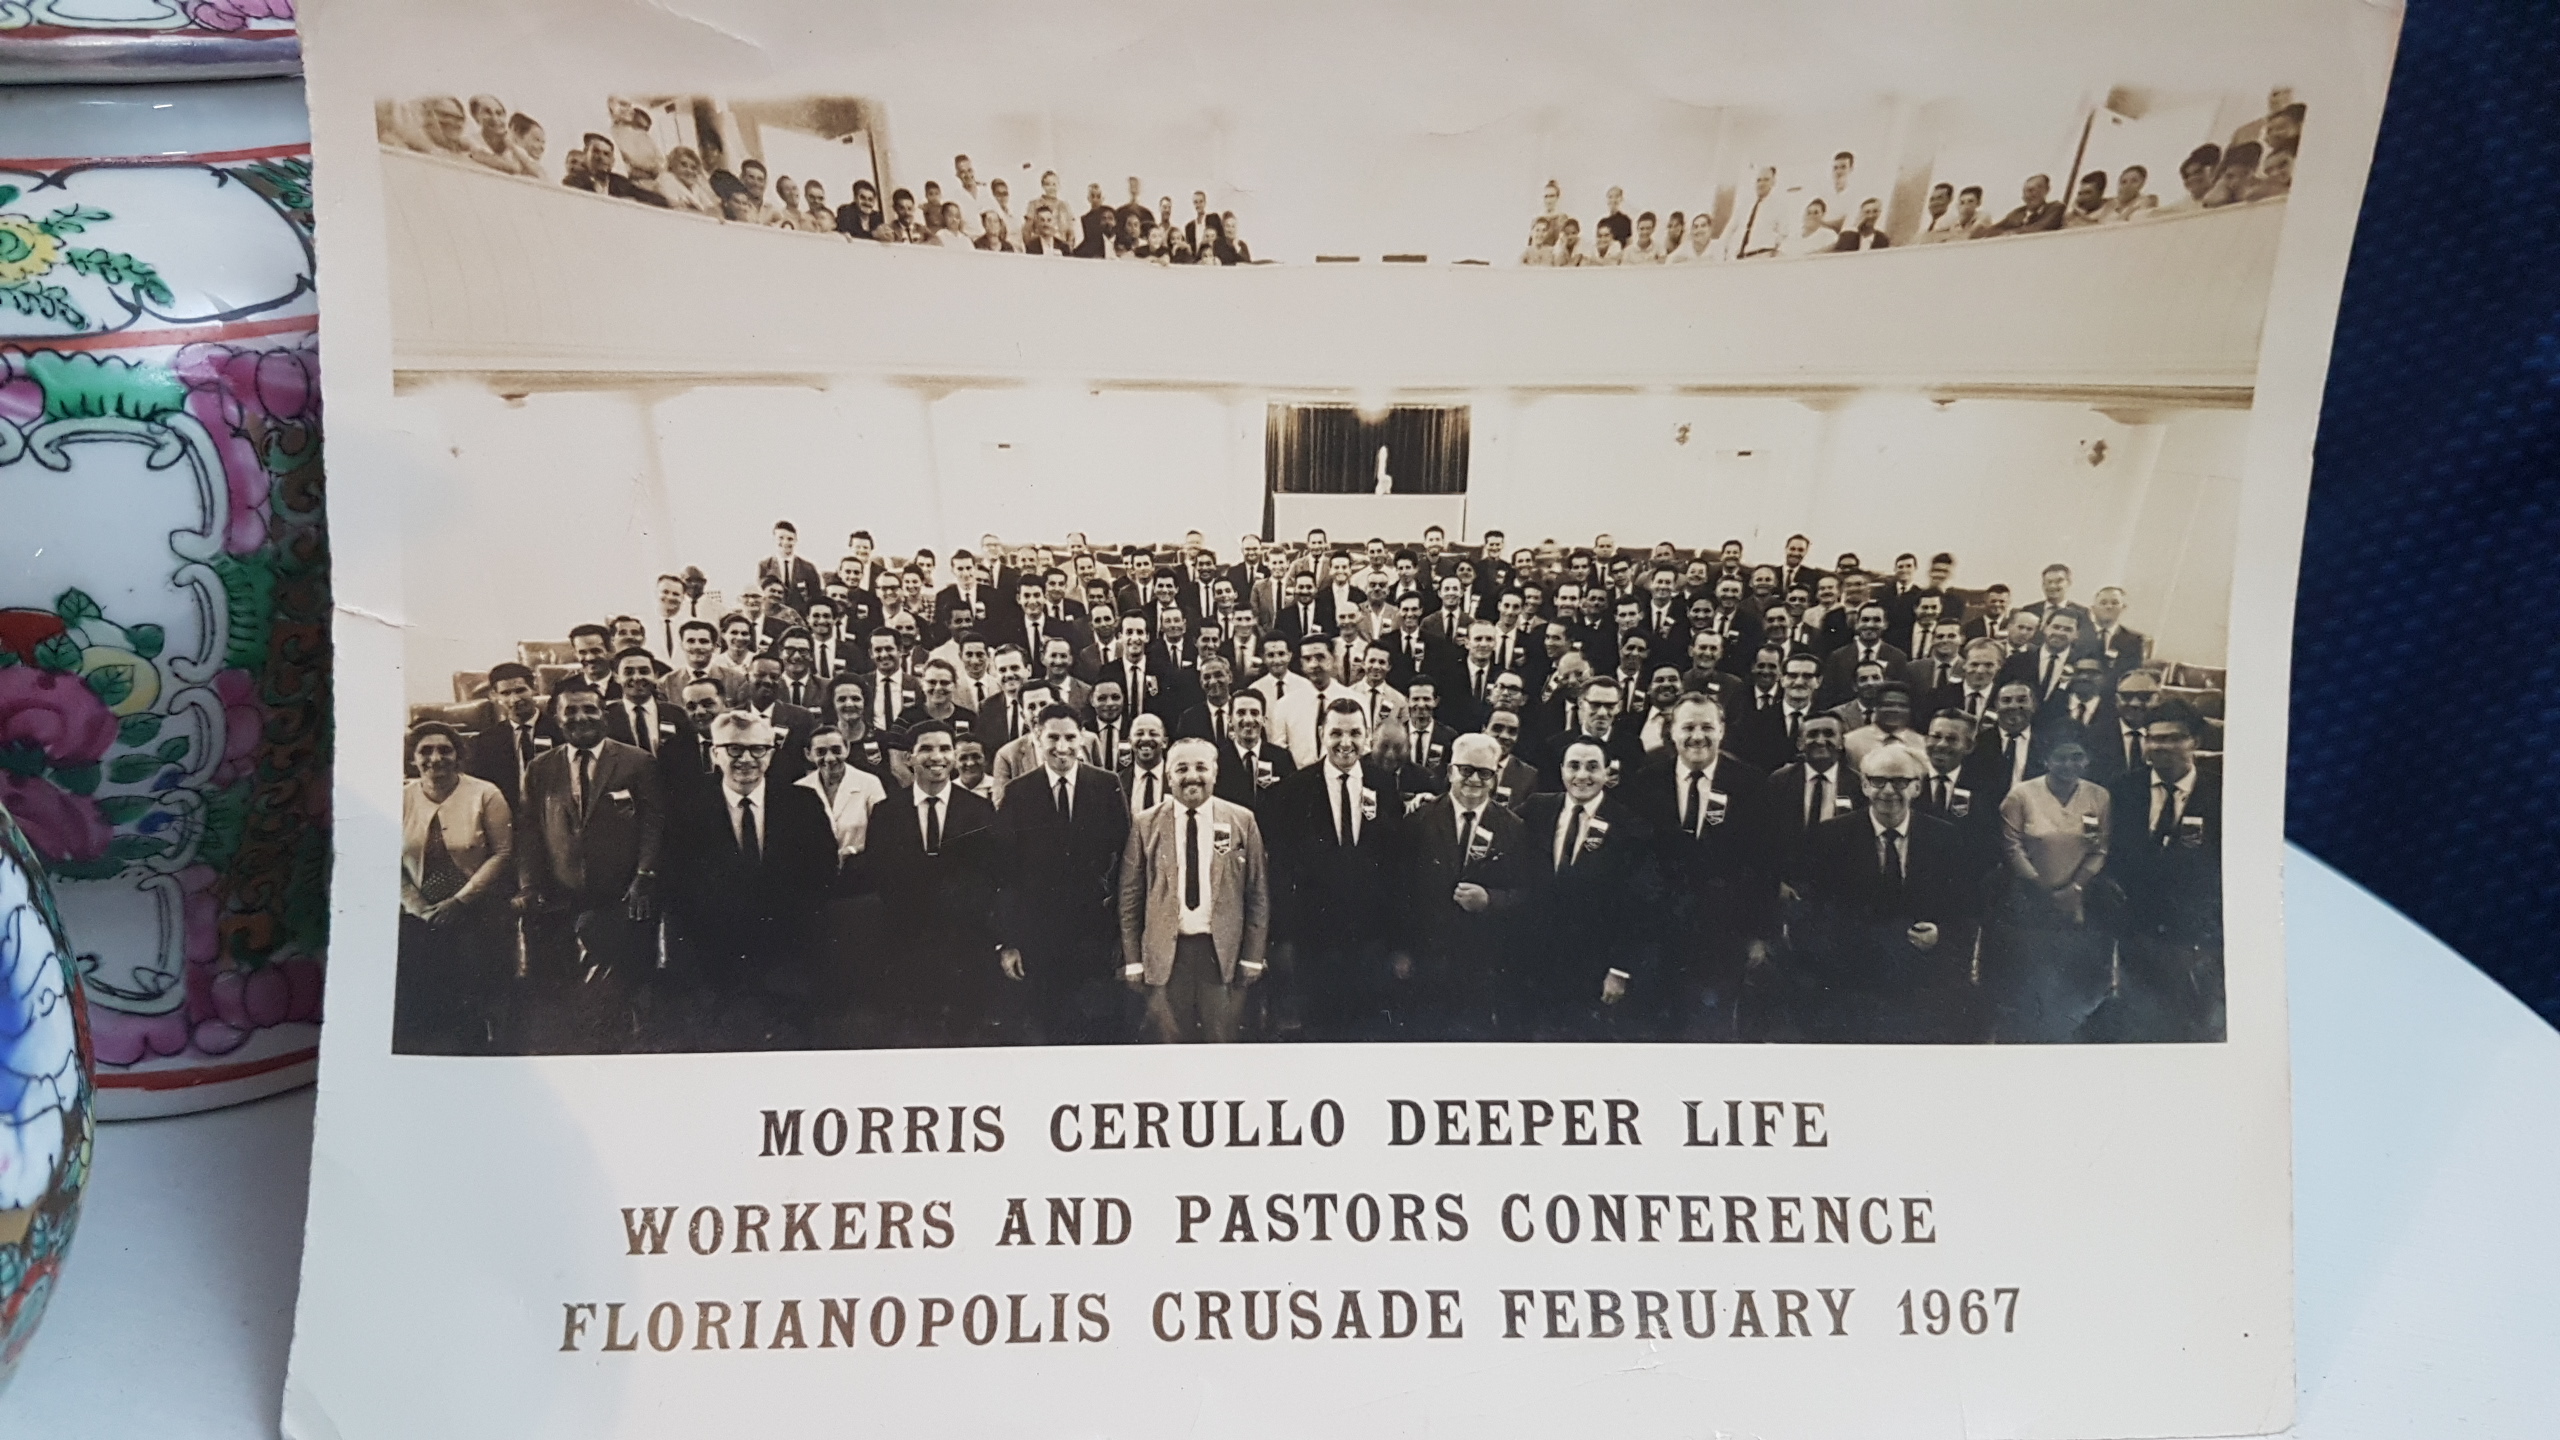 MORRIS CERULLO DEEPER LIFE
WORKERS AND PASTORS CONFERENCE
FLORIANOPOLIS CRUSADE FEBRUARY 1967